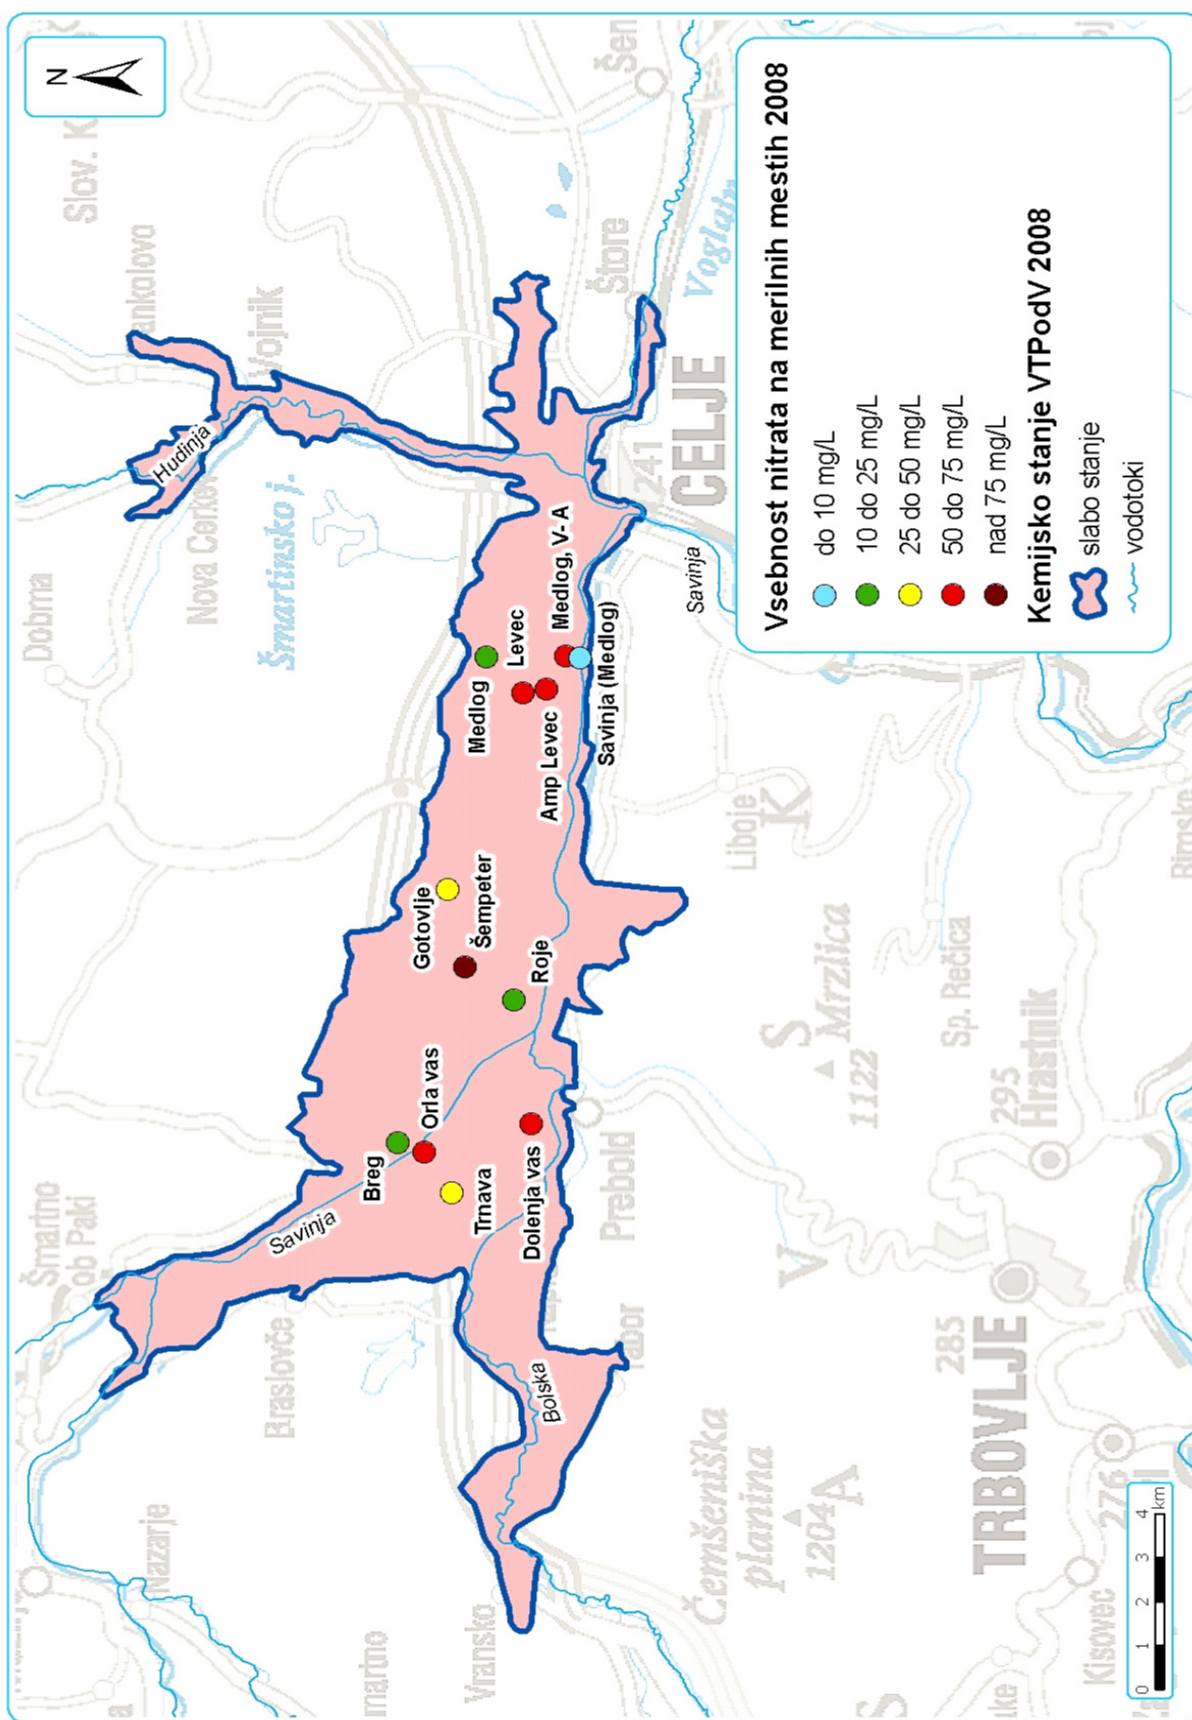 N
Slov. K
Šen
Dobrna
Vojnik
Hudinja
Šmartinsko j.
Štore
CELJE
241
Savinja
Medlog
Levec
Medlog, V- A
Amp Levec
Savinja (Medlog)
Gotovlje
Šempeter
Roje
Orla vas
Breg
Trnava
Dolenja vas
Savinja
Bolska
Šmartno
ob Paki
Braslovče
Nazarje
Vransko
Prebold
Liboje
K
S
Mrzlica
1122
Sp. Rečica
295
Hrastnik
V
285
TRBOVLJE
Čemšeniška
planina
1204
A
S
276
Kisovec
Vsebnost nitrata na merilnih mestih 2008
do 10 mg/L
10 do 25 mg/L
25 do 50 mg/L
50 do 75 mg/L
nad 75 mg/L
Kemijsko stanje VTPodV 2008
slabo stanje
vodotoki
0 1 2 3 4
km